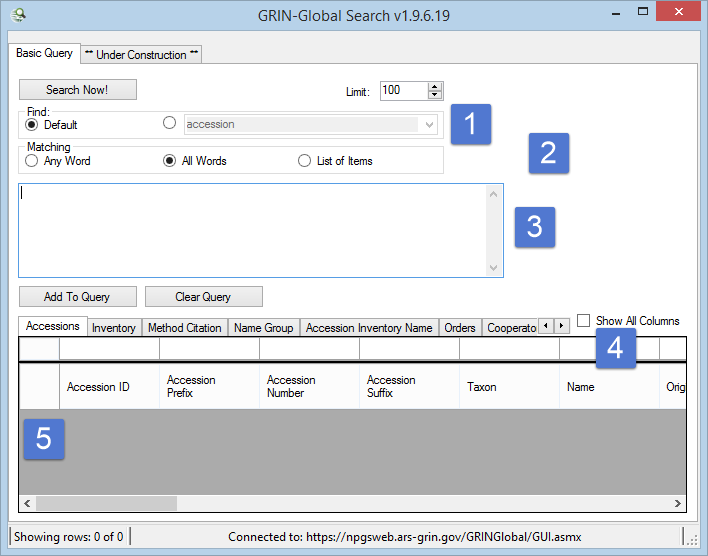 GRIN-Global Search v1.9.6.19
Basic Query ** Under Construction **
Search Now! Limit: 100
Find: 1
Default accession
Matching 2
Any Word All Words List of Items
3
Add To Query Clear Query
Accessions Inventory Method Citation Name Group Accession Inventory Name Orders Cooperato Show All Columns
4
Accession ID Accession Prefix Accession Number Accession Suffix Taxon Name Orig
5
Showing rows: 0 of 0 Connected to: https://npgsweb.ars-grin.gov/GRINGlobal/GUI.asmx